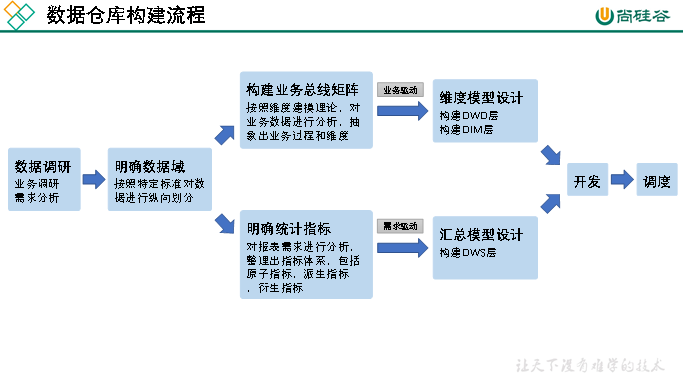 数据仓库构建流程
尚硅谷
数据调研
业务调研
需求分析
明确数据域
按照特定标准对数
据进行纵向划分
构建业务总线矩阵
按照维度建模理论，对
业务数据进行分析，抽
象出业务过程和维度
业务驱动
维度模型设计
构建DWD层
构建DIM层
明确统计指标
对报表需求进行分析，
整理出指标体系，包括
原子指标，派生指标
，衍生指标
需求驱动
汇总模型设计
构建DWS层
开发
调度
让天下没有难学的技术